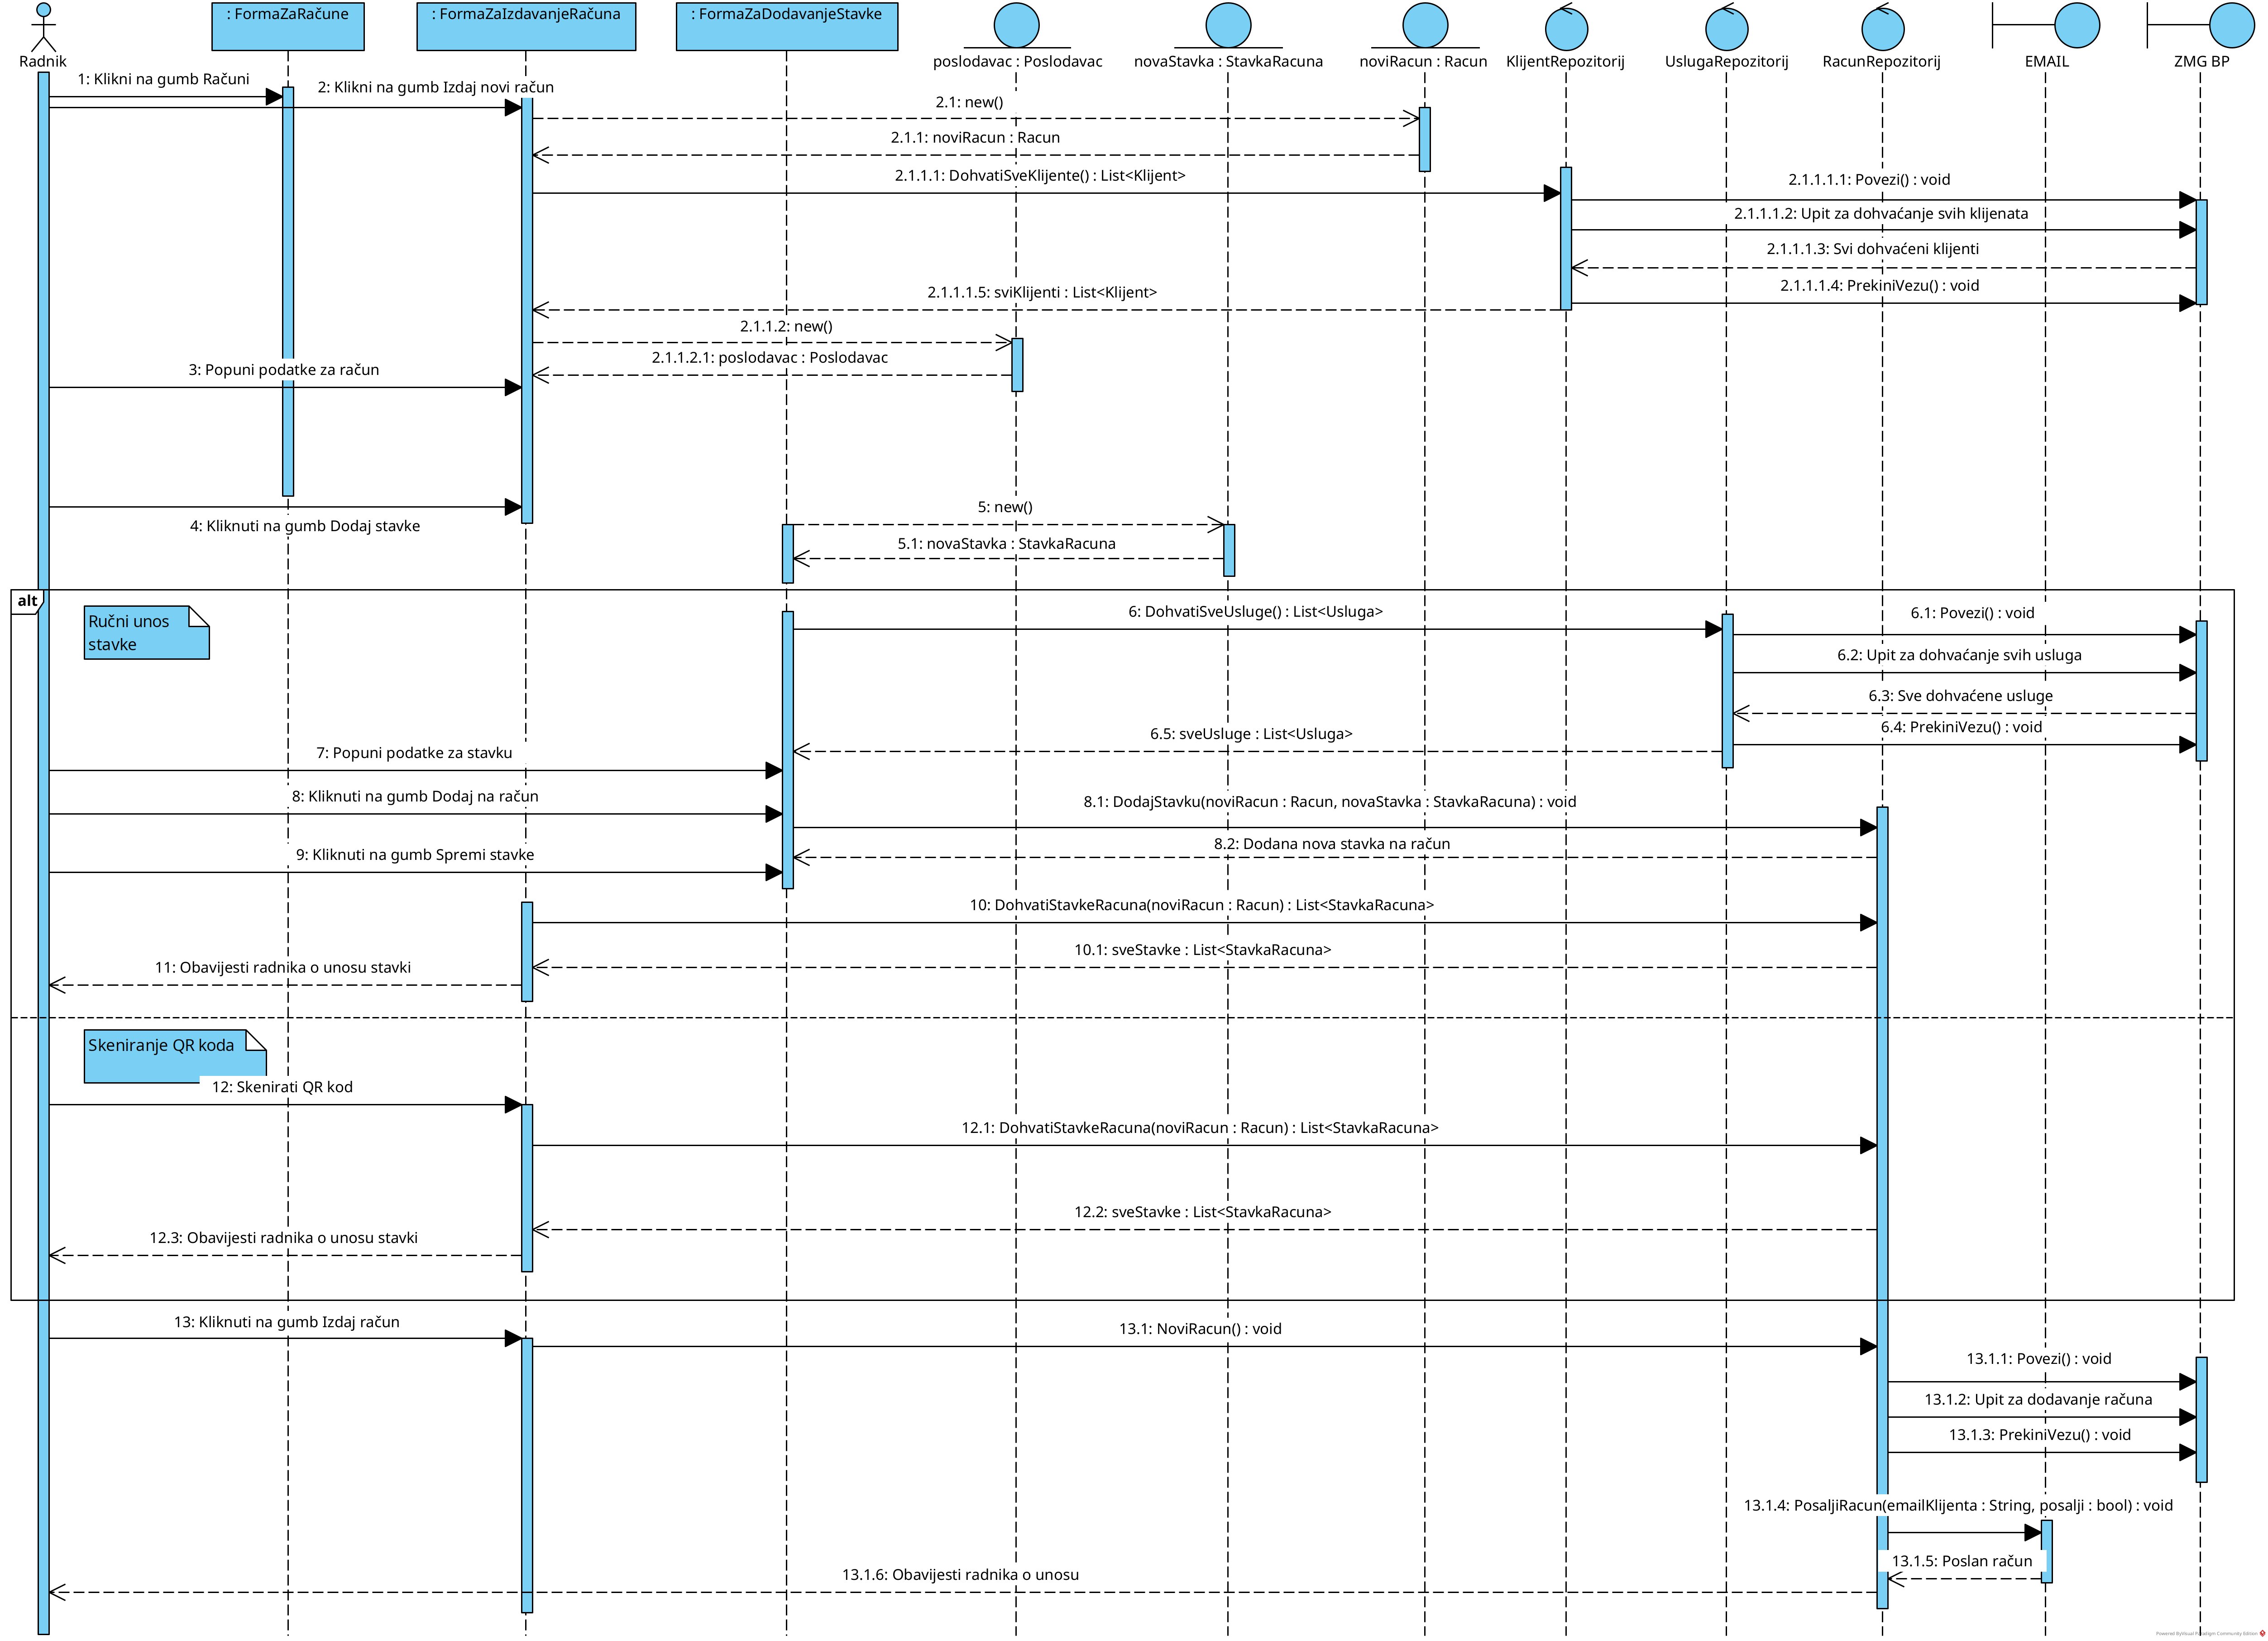 : FormaZaRačune
: FormaZaIzdavanjeRačuna
: FormaZaDodavanjeStavke
Radnik
poslodavac : Poslodavac
novaStavka : StavkaRacuna
noviRacun : Racun
KlijentRepozitorij
UslugaRepozitorij
RacunRepozitorij
EMAIL
ZMG BP
1: Klikni na gumb Računi
2: Klikni na gumb Izdaj novi račun
2.1: new()
2.1.1: noviRacun : Racun
2.1.1.1: DohvatiSveKlijente() : List<Klijent>
2.1.1.1.1: Povezi() : void
2.1.1.1.2: Upit za dohvaćanje svih klijenata
2.1.1.1.3: Svi dohvaćeni klijenti
2.1.1.1.4: PrekiniVezu() : void
2.1.1.1.5: sviKlijenti : List<Klijent>
2.1.1.2: new()
2.1.1.2.1: poslodavac : Poslodavac
3: Popuni podatke za račun
4: Kliknuti na gumb Dodaj stavke
5: new()
5.1: novaStavka : StavkaRacuna
alt
Ručni unos
stavke
6: DohvatiSveUsluge() : List<Usluga>
6.1: Povezi() : void
6.2: Upit za dohvaćanje svih usluga
6.3: Sve dohvaćene usluge
6.4: PrekiniVezu() : void
6.5: sveUsluge : List<Usluga>
7: Popuni podatke za stavku
8: Kliknuti na gumb Dodaj na račun
8.1: DodajStavku(noviRacun : Racun, novaStavka : StavkaRacuna) : void
8.2: Dodana nova stavka na račun
9: Kliknuti na gumb Spremi stavke
10: DohvatiStavkeRacuna(noviRacun : Racun) : List<StavkaRacuna>
10.1: sveStavke : List<StavkaRacuna>
11: Obavijesti radnika o unosu stavki
Skeniranje QR koda
12: Skenirati QR kod
12.1: DohvatiStavkeRacuna(noviRacun : Racun) : List<StavkaRacuna>
12.2: sveStavke : List<StavkaRacuna>
12.3: Obavijesti radnika o unosu stavki
13: Kliknuti na gumb Izdaj račun
13.1: NoviRacun() : void
13.1.1: Povezi() : void
13.1.2: Upit za dodavanje računa
13.1.3: PrekiniVezu() : void
13.1.4: PosaljiRacun(emailKlijenta : String, posalji : bool) : void
13.1.5: Poslan račun
13.1.6: Obavijesti radnika o unosu
Powered By Visual Paradigm Community Edition